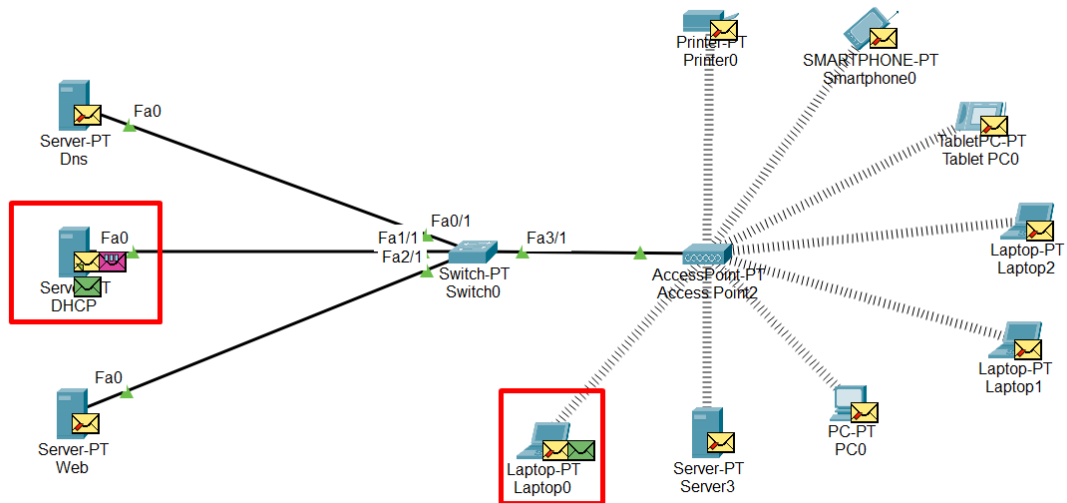 Printer-PT
Printer0
SMARTPHONE-PT
Smartphone0
Fa0
Server-PT
Dns
TabletPC-PT
Tablet PC0
Fa0/1
Fa0
Fa1/1
Fa2/1
Fa3/1
Switch-PT
Switch0
AccessPoint-PT
Access Point2
Laptop-PT
Laptop2
DHCP
Fa0
Laptop-PT
Laptop1
Server-PT
Web
PC-PT
PC0
Laptop-PT
Laptop0
Server-PT
Server3